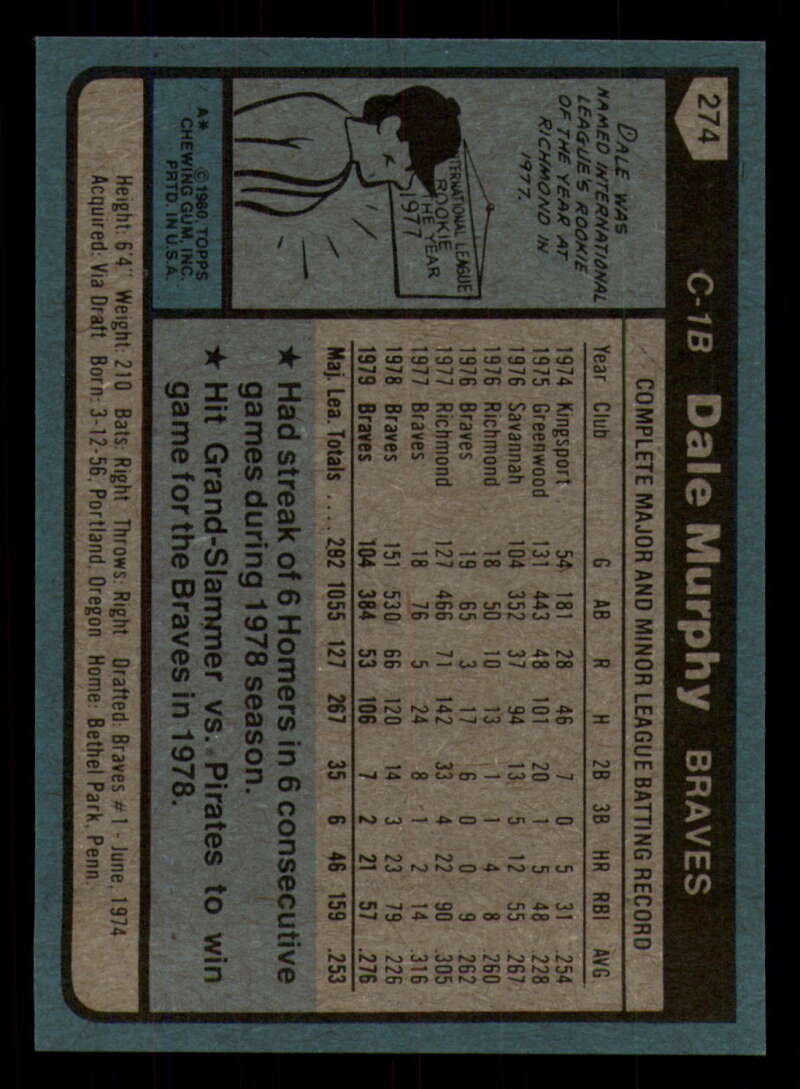 274
C-1B Dale Murphy BRAVES
COMPLETE MAJOR AND MINOR LEAGUE BATTING RECORD
Year Club G AB R H 2B 3B HR RBI AVG
1974 Kingsport 54 181 28 46 7 0 5 31 .254
1975 Greenwood 131 443 48 101 20 1 5 48 .228
1976 Savannah 104 352 37 94 13 5 12 55 .267
1976 Richmond 18 50 10 13 1 1 4 8 .260
1976 Braves 19 65 3 17 6 0 0 9 .262
1977 Richmond 127 466 71 142 33 4 22 90 .305
1977 Braves 18 76 5 24 8 1 2 14 .316
1978 Braves 151 530 66 120 14 3 23 79 .226
1979 Braves 104 384 53 106 7 2 21 57 .276
Maj. Lea. Totals .... 282 1055 127 267 35 6 46 159 .253
★ Had streak of 6 Homers in 6 consecutive
games during 1978 season.
★ Hit Grand-Slammer vs. Pirates to win
game for the Braves in 1978.
DALE WAS
NAMED INTERNATIONAL
LEAGUE'S ROOKIE
OF THE YEAR AT
RICHMOND IN
1977.
INTERNATIONAL LEAGUE
ROOKIE
THE YEAR
1977
A* © 1980 TOPPS
CHEWING GUM, INC.
PRTD. IN U.S.A.
Height: 6'4" Weight: 210 Bats: Right Throws: Right Drafted: Braves #1 - June, 1974
Acquired: Via Draft Born: 3-12-56, Portland, Oregon Home: Bethel Park, Penn.